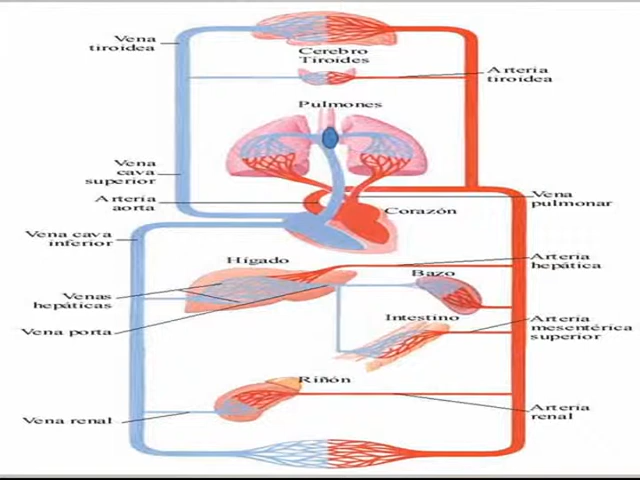 Vena
tiroidea
Cerebro
Tiroides
Arteria
tiroidea
Pulmones
Vena
cava
superior
Arteria
aorta
Vena
pulmonar
Corazón
Vena cava
inferior
Hígado
Arteria
hepática
Bazo
Venas
hepáticas
Vena porta
Intestino
Arteria
mesentérica
superior
Riñón
Vena renal
Arteria
renal